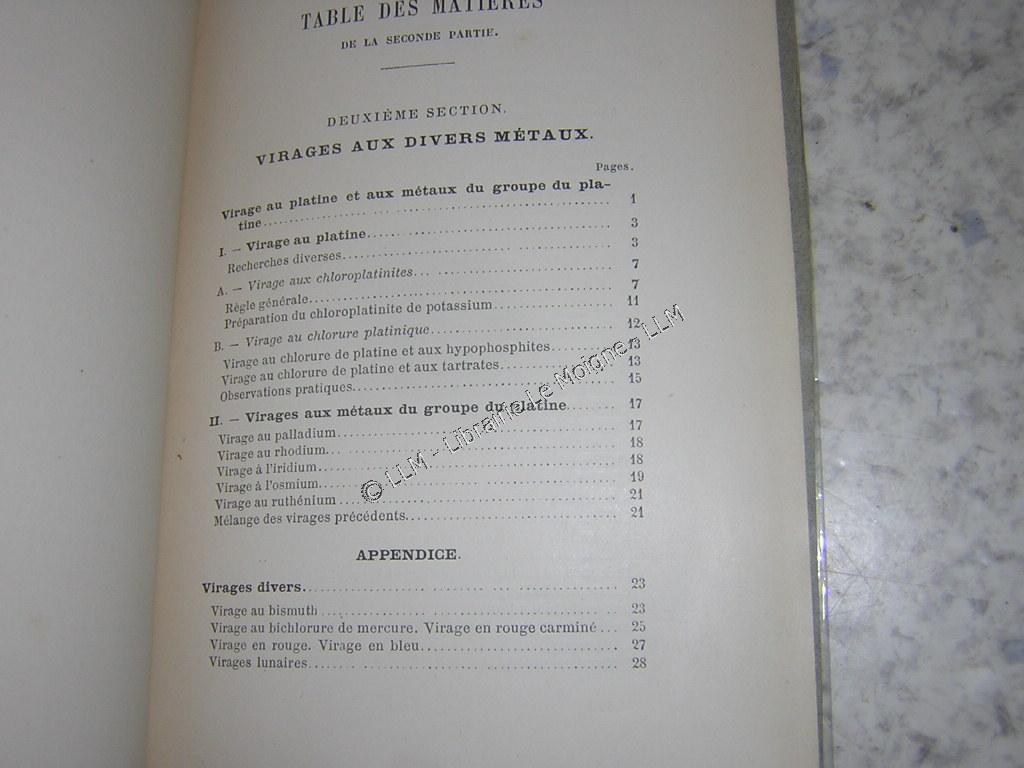 TABLE DES MATIÈRES
DE LA SECONDE PARTIE.
DEUXIÈME SECTION.
VIRAGES AUX DIVERS MÉTAUX.
Pages.
Virage au platine et aux métaux du groupe du pla-
tine 1
I. — Virage au platine 3
Recherches diverses 3
A. — Virage aux chloroplatinites 7
Règle générale 7
Préparation du chloroplatinite de potassium 11
B. — Virage au chlorure platinique 12
Virage au chlorure de platine et aux hypophosphites 13
Virage au chlorure de platine et aux tartrates 13
Observations pratiques 15
II. — Virages aux métaux du groupe du platine 17
Virage au palladium 17
Virage au rhodium 18
Virage à l'iridium 18
Virage à l'osmium 19
Virage au ruthénium 21
Mélange des virages précédents 21
© LLM - Librairie Le Moigne - LLM
APPENDICE.
Virages divers 23
Virage au bismuth 23
Virage au bichlorure de mercure. Virage en rouge carminé 25
Virage en rouge. Virage en bleu 27
Virages lunaires 28